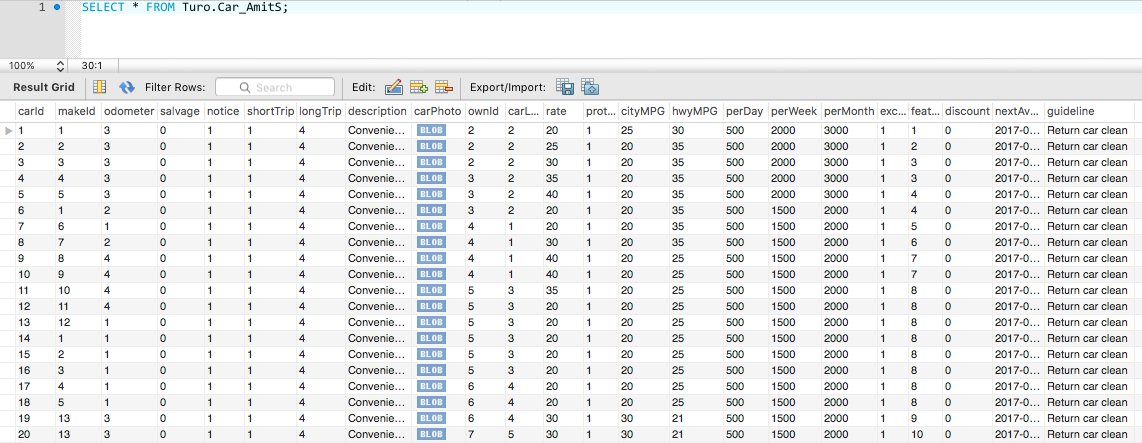 1 SELECT * FROM Turo.Car_AmitS;
100% 30:1
Result Grid Filter Rows: Search Edit: Export/Import:
carId makeId odometer salvage notice shortTrip longTrip description carPhoto ownId carL... rate prot... cityMPG hwyMPG perDay perWeek perMonth exc... feat... discount nextAv... guideline
1 1 3 0 1 1 4 Convenie... BLOB 2 2 20 1 25 30 500 2000 3000 1 1 0 2017-0... Return car clean
2 2 3 0 1 1 4 Convenie... BLOB 2 2 25 1 20 35 500 2000 3000 1 2 0 2017-0... Return car clean
3 3 3 0 1 1 4 Convenie... BLOB 2 2 30 1 20 35 500 2000 3000 1 3 0 2017-0... Return car clean
4 4 3 0 1 1 4 Convenie... BLOB 3 2 35 1 20 35 500 2000 3000 1 3 0 2017-0... Return car clean
5 5 3 0 1 1 4 Convenie... BLOB 3 2 40 1 20 35 500 2000 3000 1 4 0 2017-0... Return car clean
6 1 2 0 1 1 4 Convenie... BLOB 3 2 20 1 20 35 500 1500 2000 1 4 0 2017-0... Return car clean
7 6 1 0 1 1 4 Convenie... BLOB 4 1 20 1 20 35 500 1500 2000 1 5 0 2017-0... Return car clean
8 7 2 0 1 1 4 Convenie... BLOB 4 1 30 1 20 35 500 1500 2000 1 6 0 2017-0... Return car clean
9 8 4 0 1 1 4 Convenie... BLOB 4 1 40 1 20 25 500 1500 2000 1 7 0 2017-0... Return car clean
10 9 4 0 1 1 4 Convenie... BLOB 4 1 40 1 20 25 500 1500 2000 1 7 0 2017-0... Return car clean
11 10 4 0 1 1 4 Convenie... BLOB 5 3 35 1 20 25 500 1500 2000 1 8 0 2017-0... Return car clean
12 11 4 0 1 1 4 Convenie... BLOB 5 3 20 1 20 25 500 1500 2000 1 8 0 2017-0... Return car clean
13 12 1 0 1 1 4 Convenie... BLOB 5 3 20 1 20 25 500 1500 2000 1 8 0 2017-0... Return car clean
14 1 1 0 1 1 4 Convenie... BLOB 5 3 20 1 20 25 500 1500 2000 1 8 0 2017-0... Return car clean
15 2 1 0 1 1 4 Convenie... BLOB 5 3 20 1 20 25 500 1500 2000 1 8 0 2017-0... Return car clean
16 3 1 0 1 1 4 Convenie... BLOB 5 3 20 1 20 25 500 1500 2000 1 8 0 2017-0... Return car clean
17 4 1 0 1 1 4 Convenie... BLOB 6 4 20 1 20 25 500 1500 2000 1 8 0 2017-0... Return car clean
18 5 1 0 1 1 4 Convenie... BLOB 6 4 20 1 20 25 500 1500 2000 1 8 0 2017-0... Return car clean
19 13 3 0 1 1 4 Convenie... BLOB 6 4 30 1 30 21 500 1500 2000 1 9 0 2017-0... Return car clean
20 13 3 0 1 1 4 Convenie... BLOB 7 5 30 1 30 21 500 1500 2000 1 10 0 2017-0... Return car clean